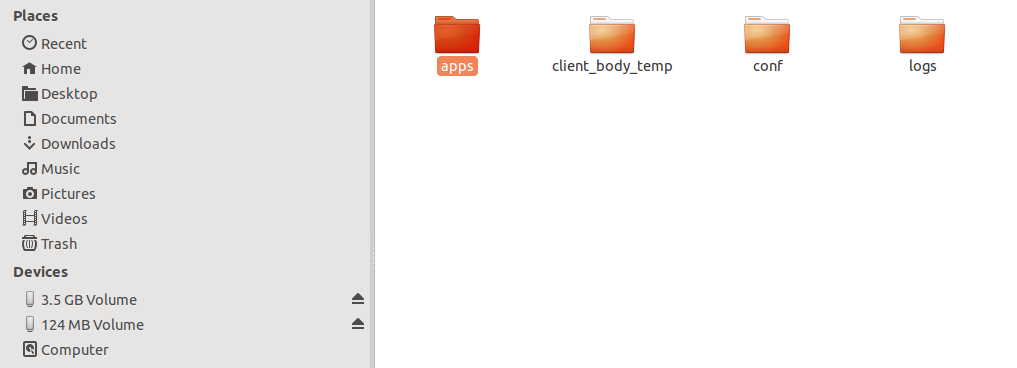 Places
Recent
Home
Desktop
Documents
Downloads
Music
Pictures
Videos
Trash
Devices
3.5 GB Volume
124 MB Volume
Computer
apps
client_body_temp
conf
logs